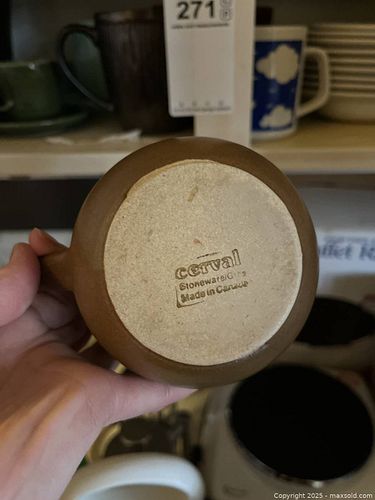 271
cerval
Stoneware/Grès
Made in Canada
Copyright 2025 - maxsold.com